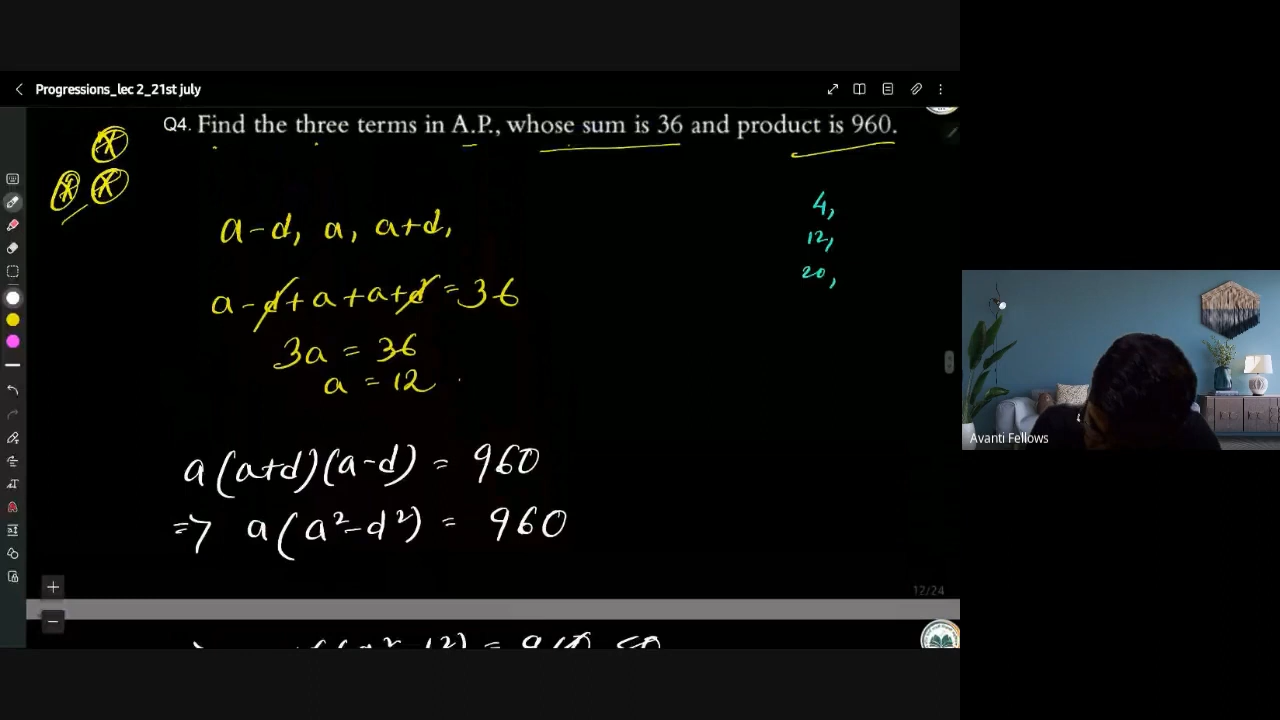 Progressions_lec 2_21st july
Q4. Find the three terms in A.P., whose sum is 36 and product is 960.
a-d, a, a+d,
4,
12,
20,
a-d+a+a+d=36
3a = 36
a = 12
a(a+d)(a-d) = 960
=> a(a²-d²) = 960
12/24
Avanti Fellows